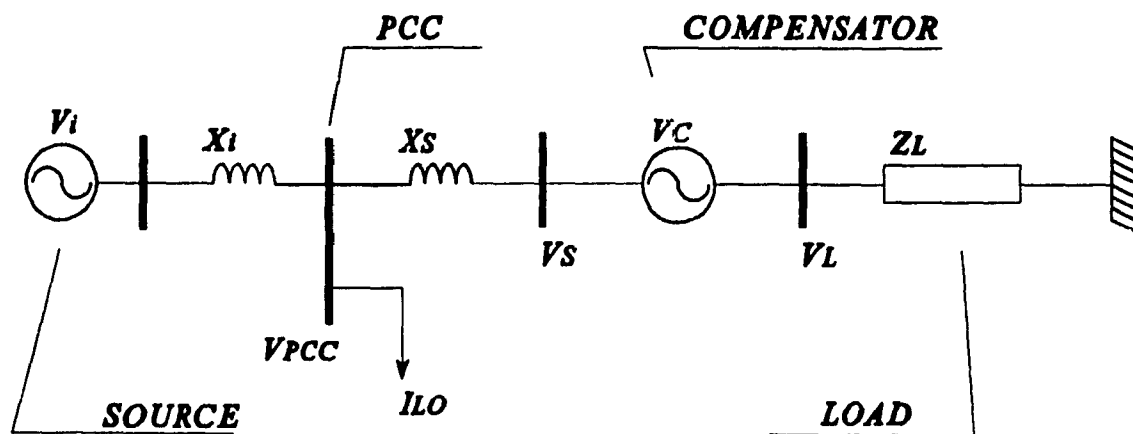 PCC
COMPENSATOR
Vi
Xi
XS
VC
ZL
VS
VL
VPCC
ILO
SOURCE
LOAD